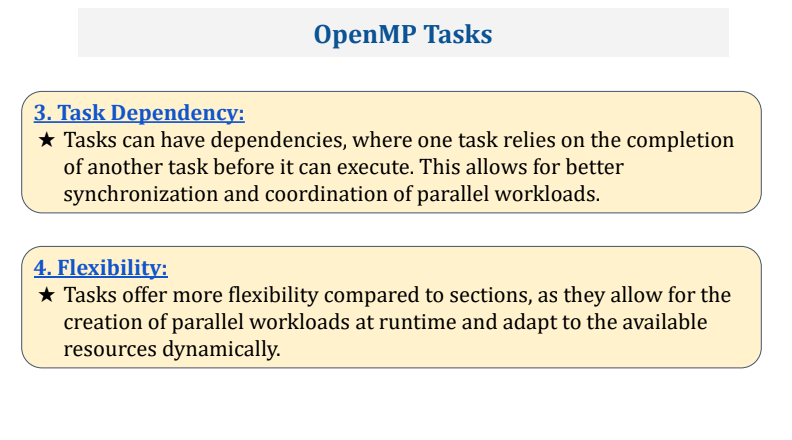 OpenMP Tasks
3. Task Dependency:
★ Tasks can have dependencies, where one task relies on the completion
of another task before it can execute. This allows for better
synchronization and coordination of parallel workloads.
4. Flexibility:
★ Tasks offer more flexibility compared to sections, as they allow for the
creation of parallel workloads at runtime and adapt to the available
resources dynamically.